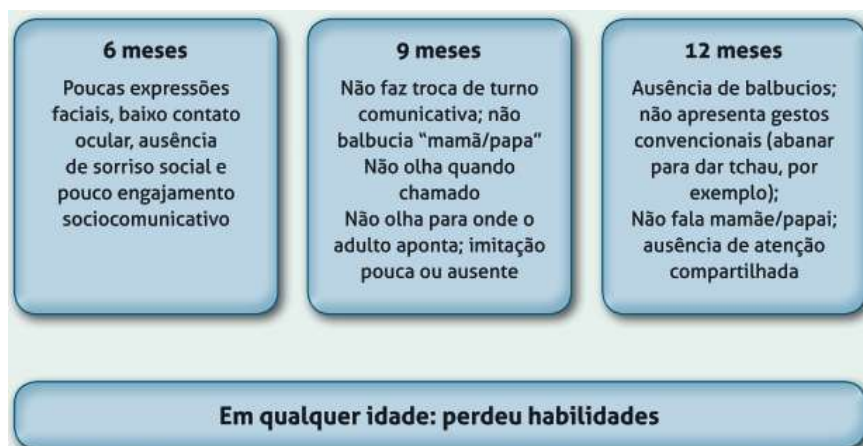 6 meses
Poucas expressões
faciais, baixo contato
ocular, ausência
de sorriso social e
pouco engajamento
sociocomunicativo
9 meses
Não faz troca de turno
comunicativa; não
balbucia “mamã/papa”
Não olha quando
chamado
Não olha para onde o
adulto aponta; imitação
pouca ou ausente
12 meses
Ausência de balbucios;
não apresenta gestos
convencionais (abanar
para dar tchau, por
exemplo);
Não fala mamãe/papai;
ausência de atenção
compartilhada
Em qualquer idade: perdeu habilidades